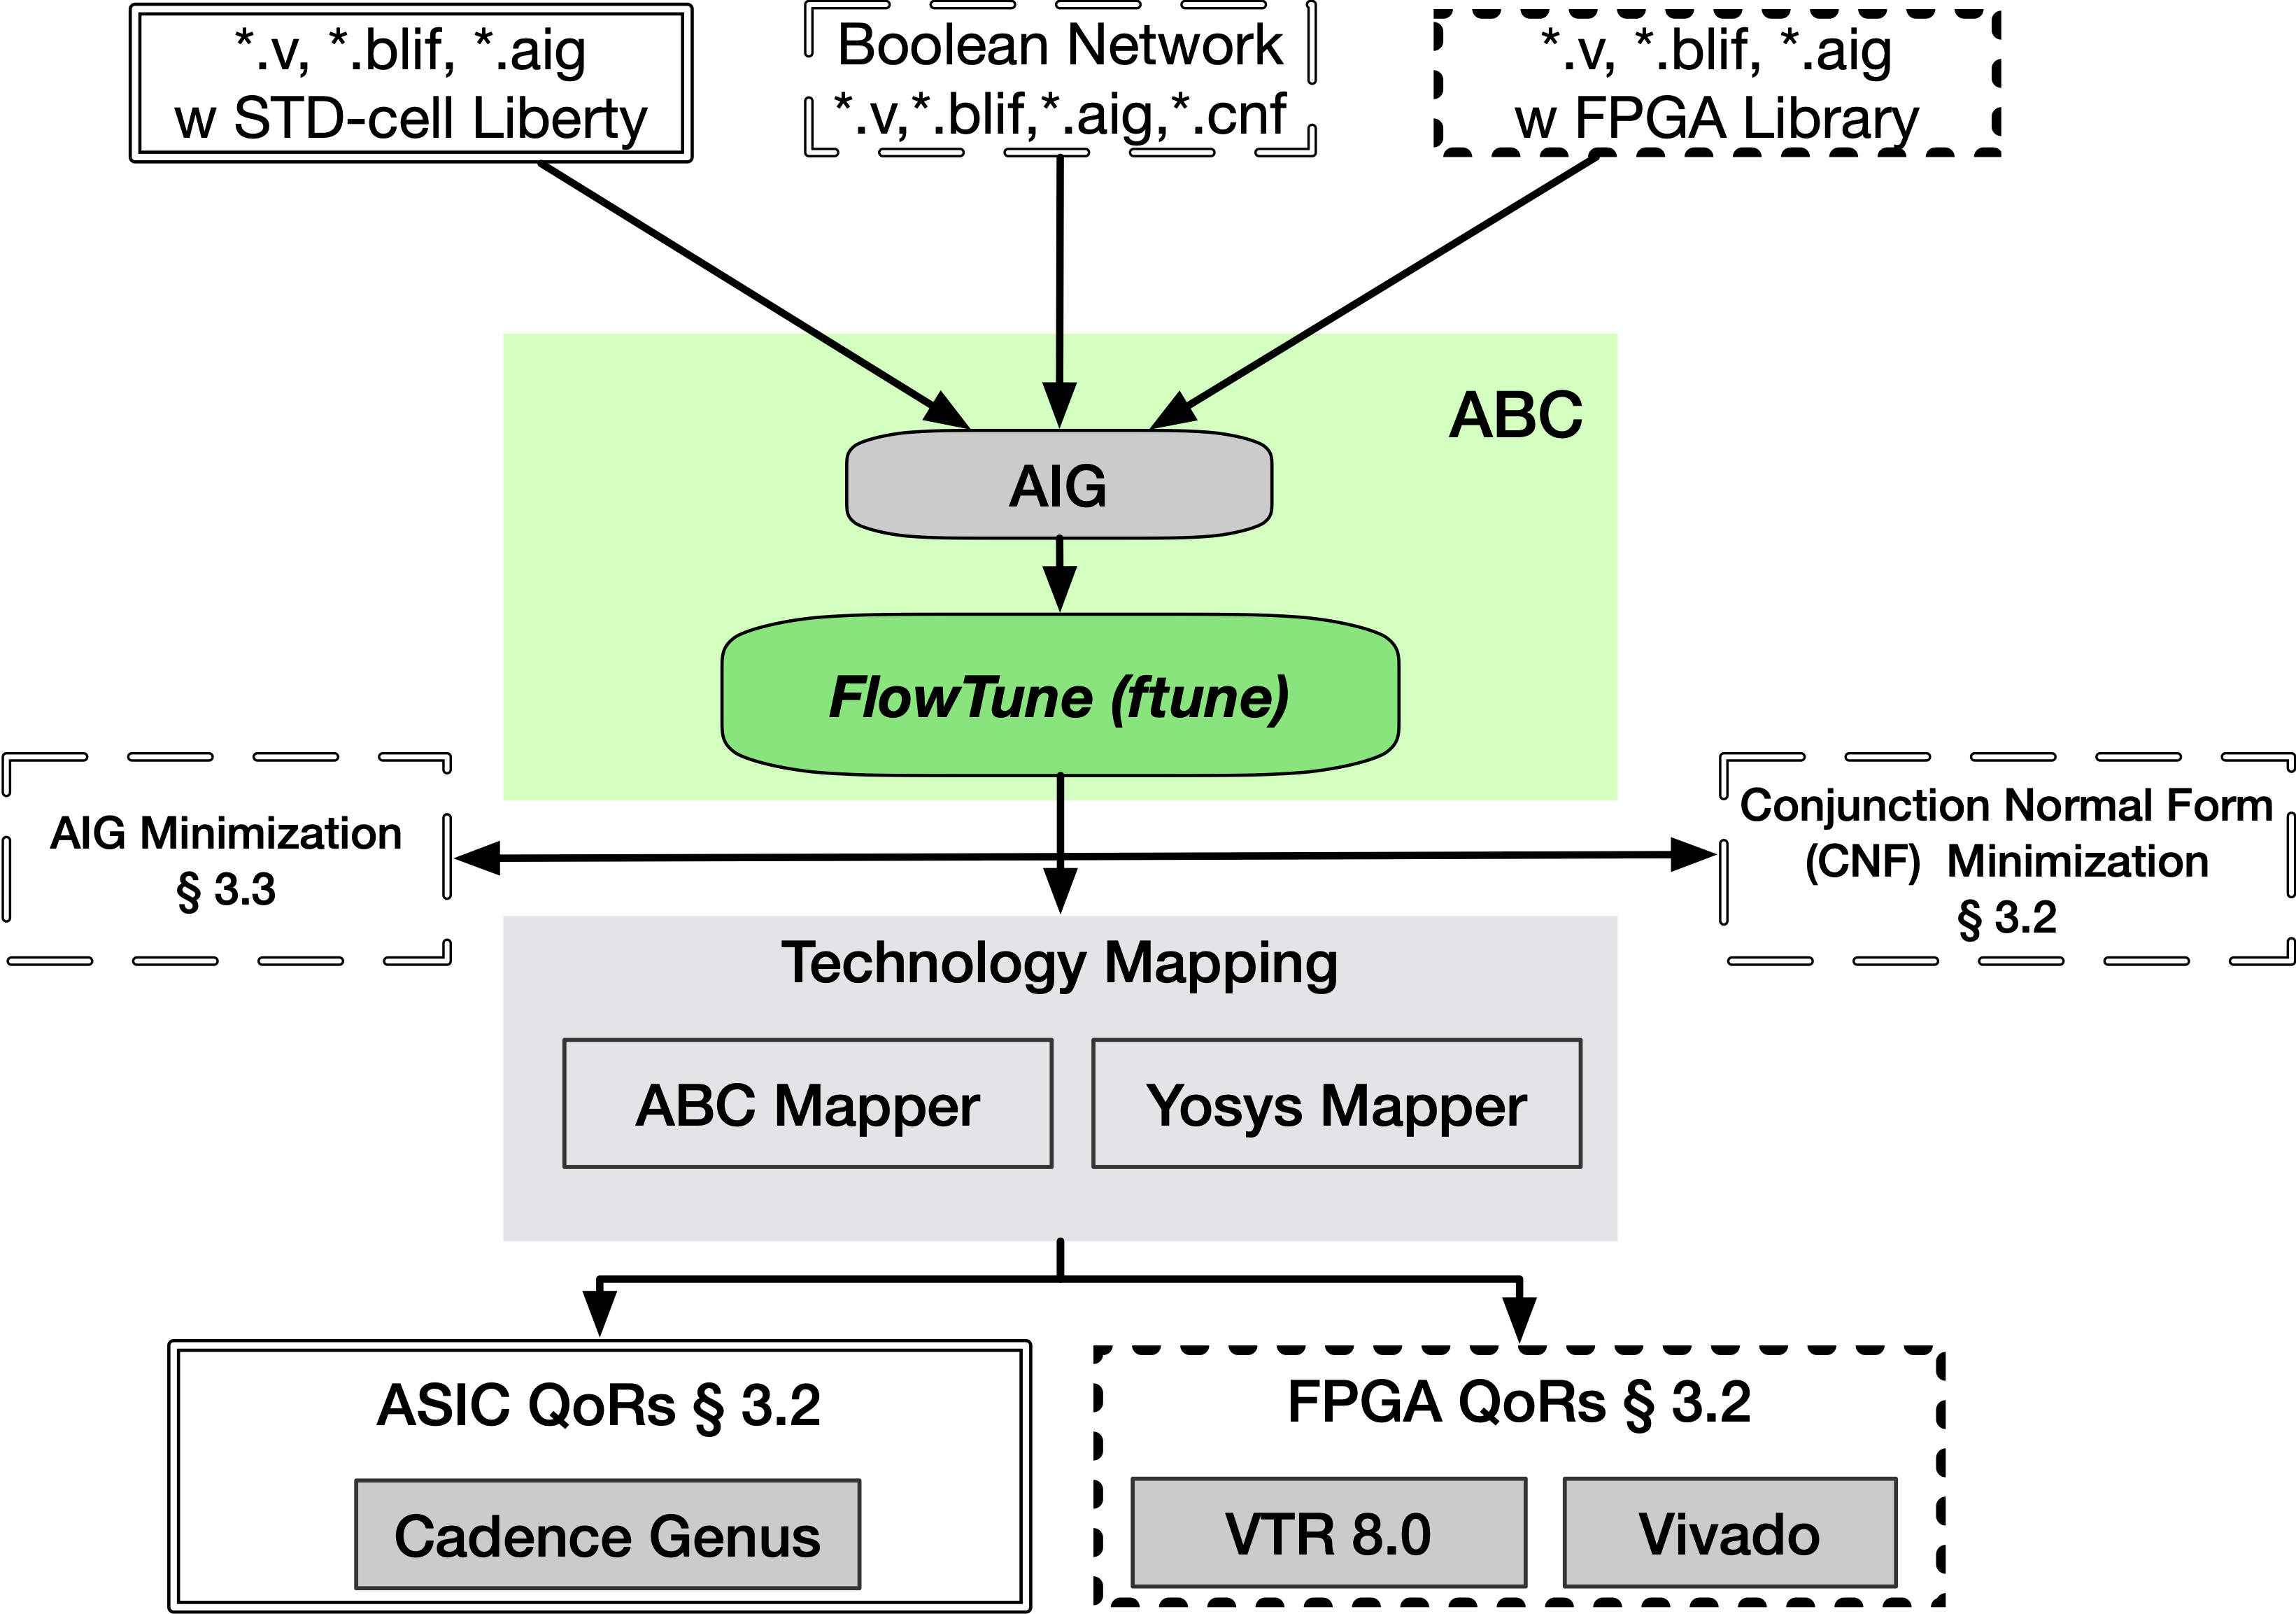 *.v, *.blif, *.aig
w STD-cell Liberty
Boolean Network
*.v,*.blif,*.aig,*.cnf
*.v, *.blif, *.aig
w FPGA Library
ABC
AIG
FlowTune (ftune)
AIG Minimization
§ 3.3
Conjunction Normal Form
(CNF) Minimization
§ 3.2
Technology Mapping
ABC Mapper
Yosys Mapper
ASIC QoRs § 3.2
Cadence Genus
FPGA QoRs § 3.2
VTR 8.0
Vivado